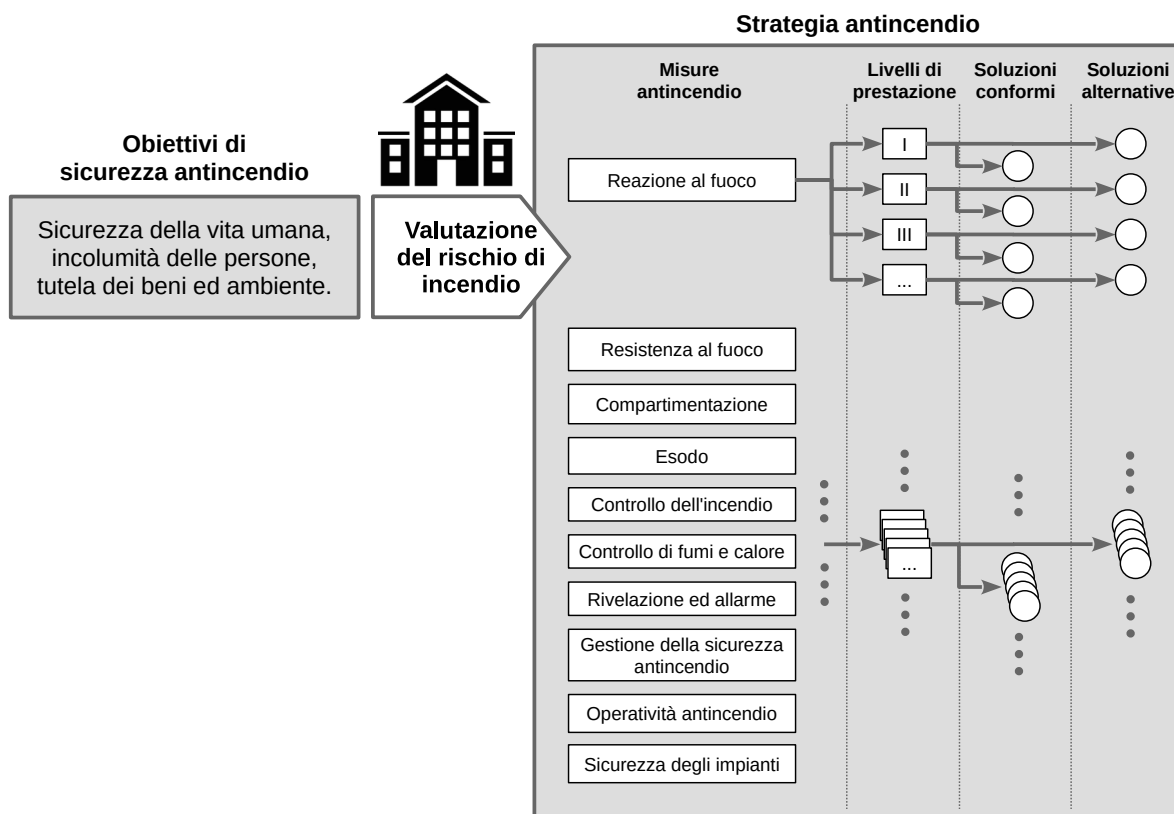 Strategia antincendio
Misure
antincendio
Livelli di
prestazione
Soluzioni
conformi
Soluzioni
alternative
Obiettivi di
sicurezza antincendio
Sicurezza della vita umana,
incolumità delle persone,
tutela dei beni ed ambiente.
Valutazione
del rischio di
incendio
Reazione al fuoco
I
II
III
...
Resistenza al fuoco
Compartimentazione
Esodo
Controllo dell'incendio
Controllo di fumi e calore
...
Rivelazione ed allarme
Gestione della sicurezza
antincendio
Operatività antincendio
Sicurezza degli impianti